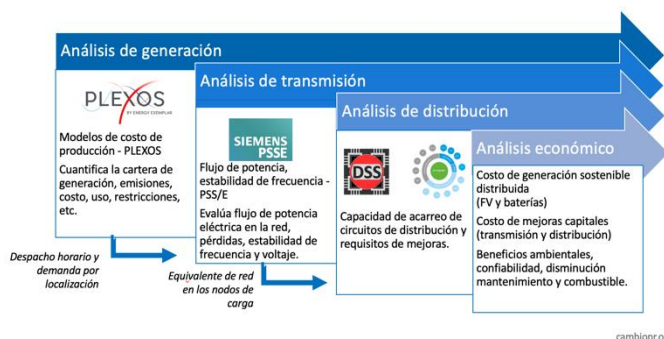 Análisis de generación
PLEXOS
BY ENERGY EXEMPLAR
Modelos de costo de
producción - PLEXOS
Cuantifica la cartera de
generación, emisiones,
costo, uso, restricciones,
etc.
Despacho horario y
demanda por
localización
Análisis de transmisión
SIEMENS
PSSE
Flujo de potencia,
estabilidad de frecuencia -
PSS/E
Evalúa flujo de potencia
eléctrica en la red,
pérdidas, estabilidad de
frecuencia y voltaje.
Equivalente de red
en los nodos de
carga
Análisis de distribución
DSS
Capacidad de acarreo de
circuitos de distribución y
requisitos de mejoras.
Análisis económico
Costo de generación sostenible
distribuida
(FV y baterías)
Costo de mejoras capitales
(transmisión y distribución)
Beneficios ambientales,
confiabilidad, disminución
mantenimiento y combustible.